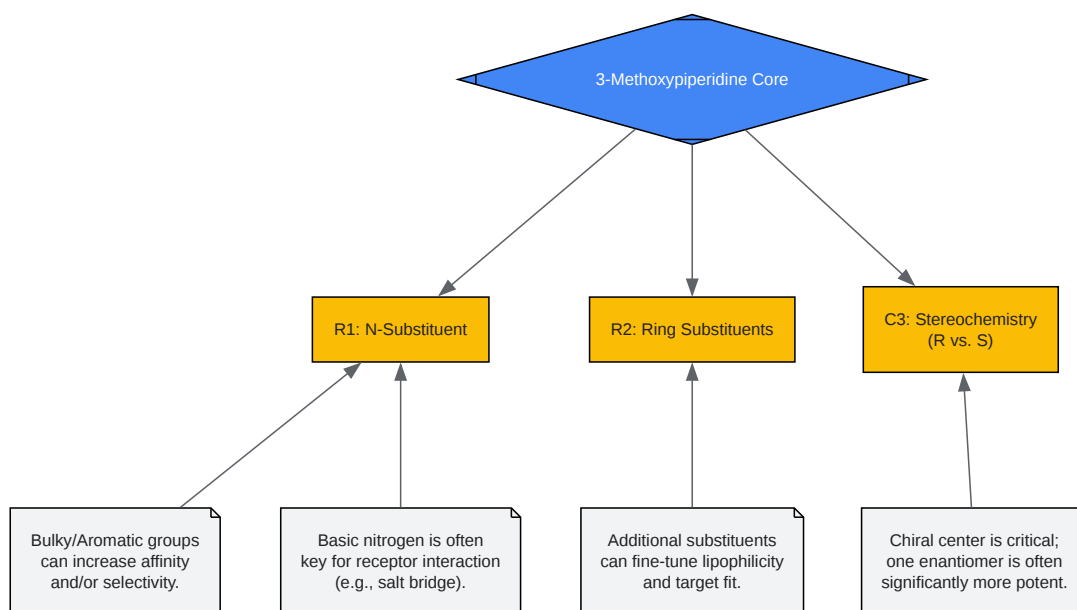 3-Methoxypiperidine Core
R1: N-Substituent
R2: Ring Substituents
C3: Stereochemistry
(R vs. S)
Bulky/Aromatic groups
can increase affinity
and/or selectivity.
Basic nitrogen is often
key for receptor interaction
(e.g., salt bridge).
Additional substituents
can fine-tune lipophilicity
and target fit.
Chiral center is critical;
one enantiomer is often
significantly more potent.